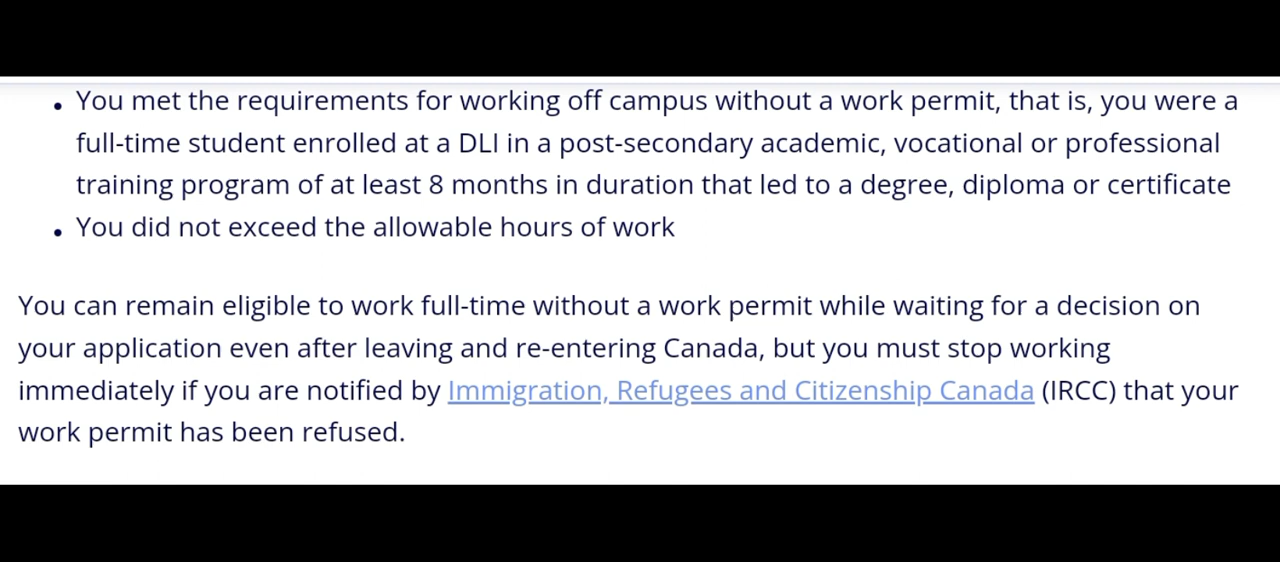 • You met the requirements for working off campus without a work permit, that is, you were a
full-time student enrolled at a DLI in a post-secondary academic, vocational or professional
training program of at least 8 months in duration that led to a degree, diploma or certificate
• You did not exceed the allowable hours of work
You can remain eligible to work full-time without a work permit while waiting for a decision on
your application even after leaving and re-entering Canada, but you must stop working
immediately if you are notified by Immigration, Refugees and Citizenship Canada (IRCC) that your
work permit has been refused.